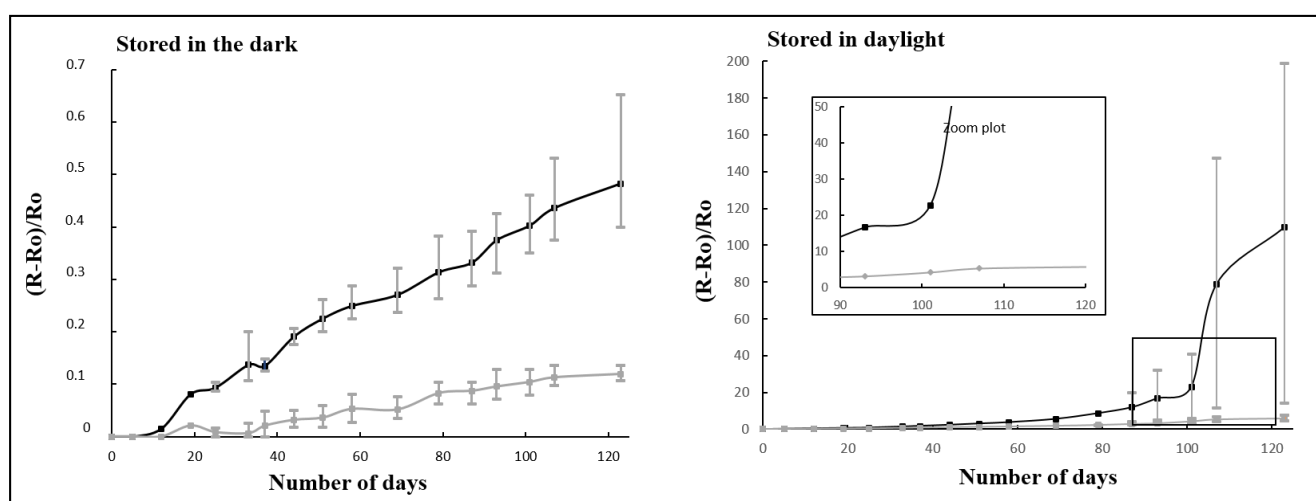 Stored in the dark
0.7
0.6
0.5
0.4
0.3
0.2
0.1
0
(R-Ro)/Ro
0 20 40 60 80 100 120
Number of days
Stored in daylight
200
180
160
140
120
100
80
60
40
20
0
(R-Ro)/Ro
50
40
30
20
10
0
Zoom plot
90 100 110 120
0 20 40 60 80 100 120
Number of days